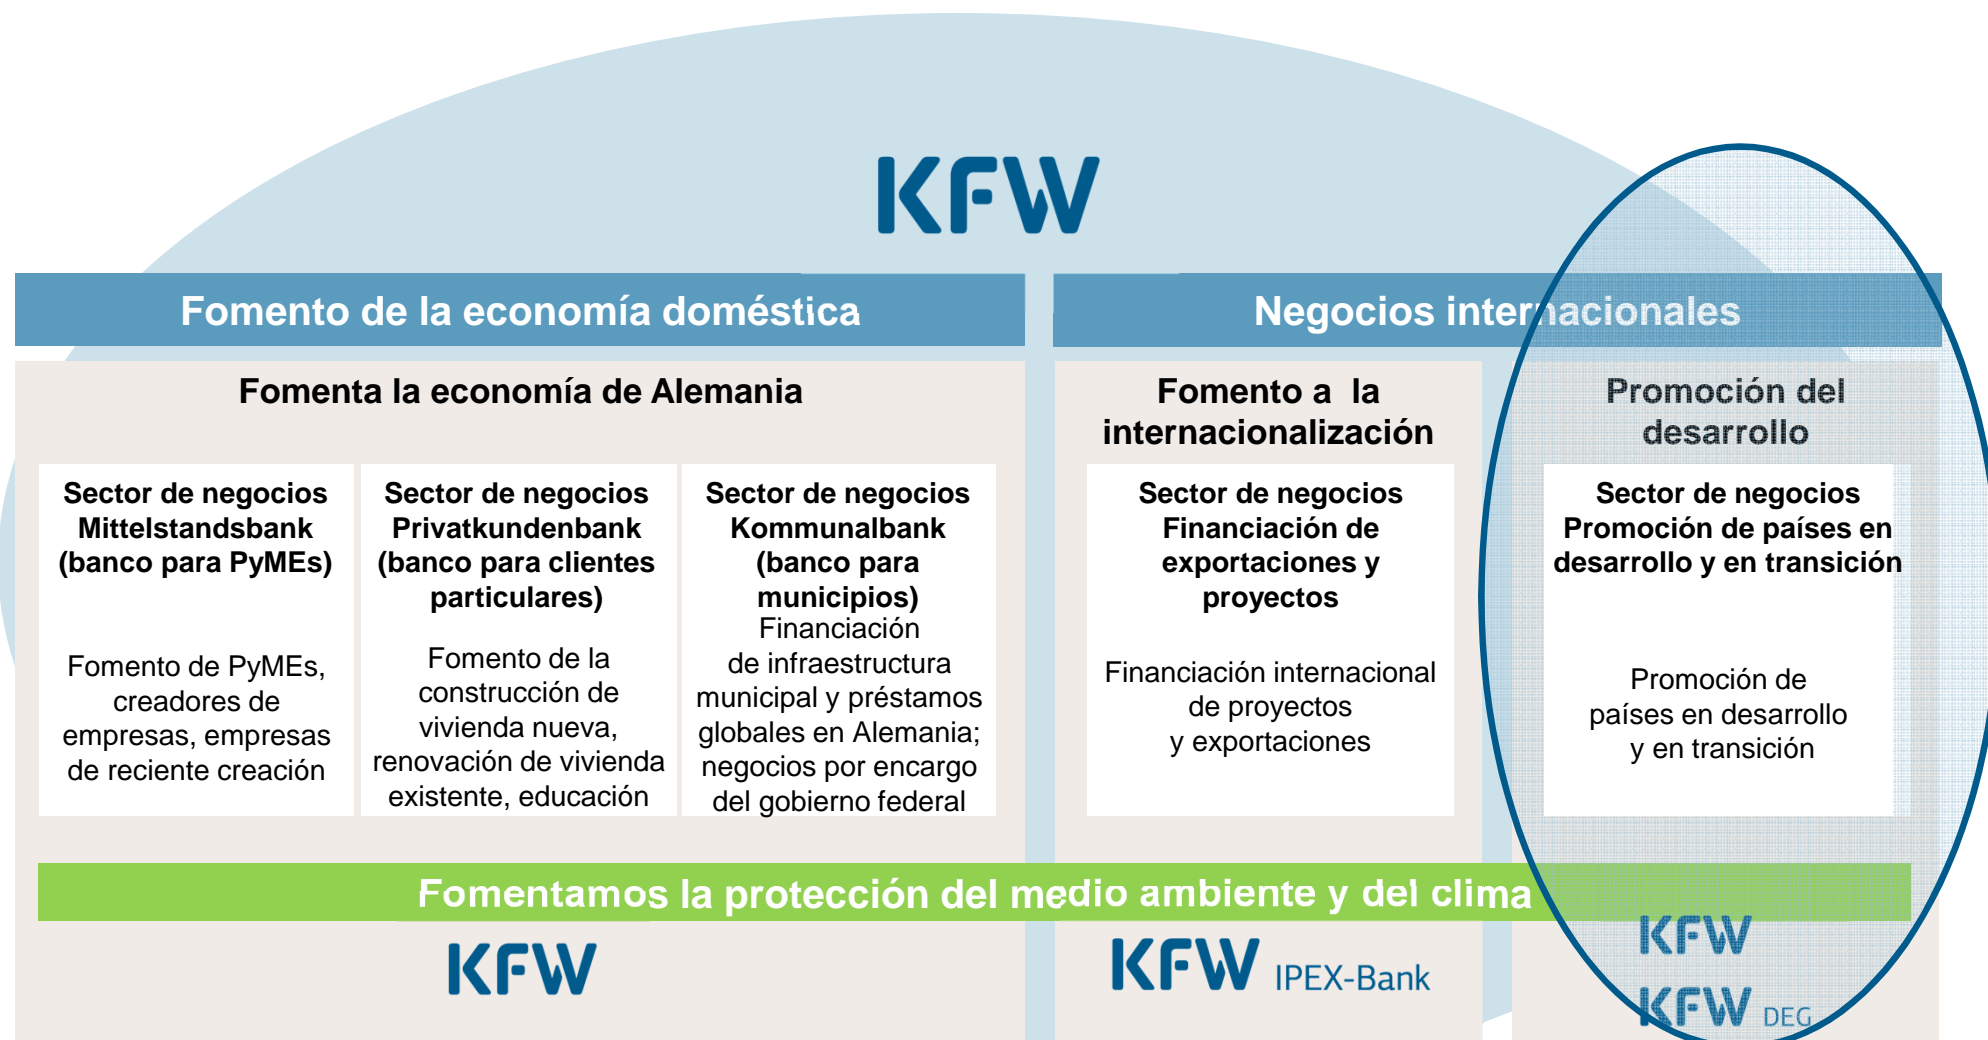 KFW
Fomento de la economía doméstica
Negocios internacionales
Fomenta la economía de Alemania
Sector de negocios
Mittelstandsbank
(banco para PyMEs)
Fomento de PyMEs,
creadores de
empresas, empresas
de reciente creación
Sector de negocios
Privatkundenbank
(banco para clientes
particulares)
Fomento de la
construcción de
vivienda nueva,
renovación de vivienda
existente, educación
Sector de negocios
Kommunalbank
(banco para
municipios)
Financiación
de infraestructura
municipal y préstamos
globales en Alemania;
negocios por encargo
del gobierno federal
Fomento a la
internacionalización
Sector de negocios
Financiación de
exportaciones y
proyectos
Financiación internacional
de proyectos
y exportaciones
Promoción del
desarrollo
Sector de negocios
Promoción de países en
desarrollo y en transición
Promoción de
países en desarrollo
y en transición
Fomentamos la protección del medio ambiente y del clima
KFW
KFW IPEX-Bank
KFW
KFW DEG